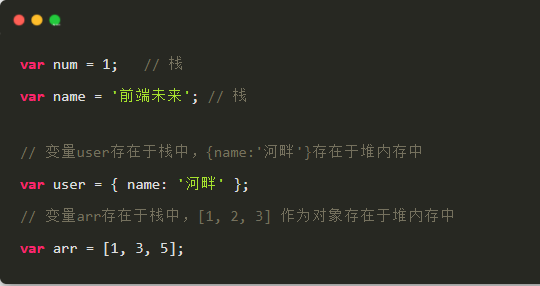 var num = 1;   // 栈
var name = '前端未来'; // 栈
// 变量user存在于栈中，{name:'河畔'}存在于堆内存中
var user = { name: '河畔' };
// 变量arr存在于栈中，[1, 2, 3] 作为对象存在于堆内存中
var arr = [1, 3, 5];